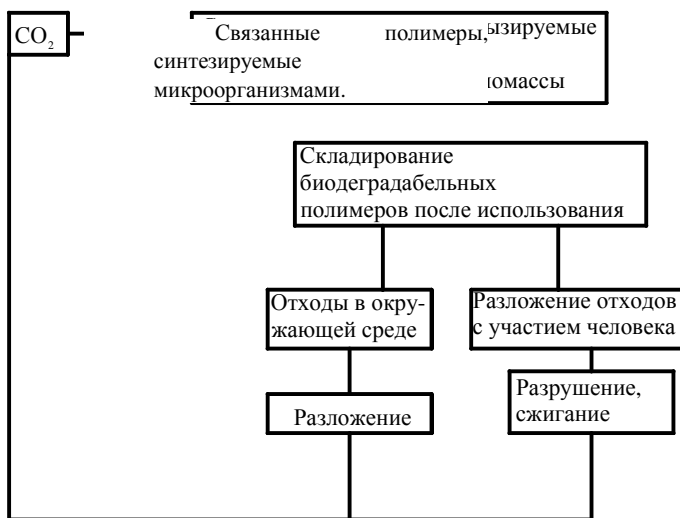 CO₂
Связанные полимеры,
синтезируемые
микроорганизмами.
Складирование
биодеградабельных
полимеров после использования
Отходы в окру-
жающей среде
Разложение отходов
с участием человека
Разложение
Разрушение,
сжигание